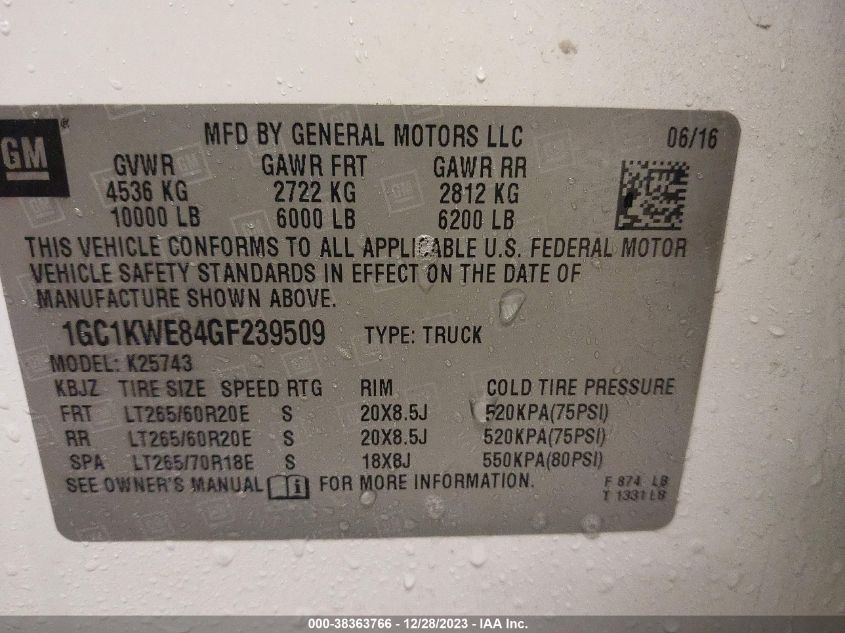 GM
MFD BY GENERAL MOTORS LLC 06/16
GVWR GAWR FRT GAWR RR
4536 KG 2722 KG 2812 KG
10000 LB 6000 LB 6200 LB
THIS VEHICLE CONFORMS TO ALL APPLICABLE U.S. FEDERAL MOTOR
VEHICLE SAFETY STANDARDS IN EFFECT ON THE DATE OF
MANUFACTURE SHOWN ABOVE.
1GC1KWE84GF239509 TYPE: TRUCK
MODEL: K25743
KBJZ TIRE SIZE SPEED RTG RIM COLD TIRE PRESSURE
FRT LT265/60R20E S 20X8.5J 520KPA(75PSI)
RR LT265/60R20E S 20X8.5J 520KPA(75PSI)
SPA LT265/70R18E S 18X8J 550KPA(80PSI)
SEE OWNER'S MANUAL FOR MORE INFORMATION. F 874 LB
T 1331 LB
000-38363766 - 12/28/2023 - IAA Inc.